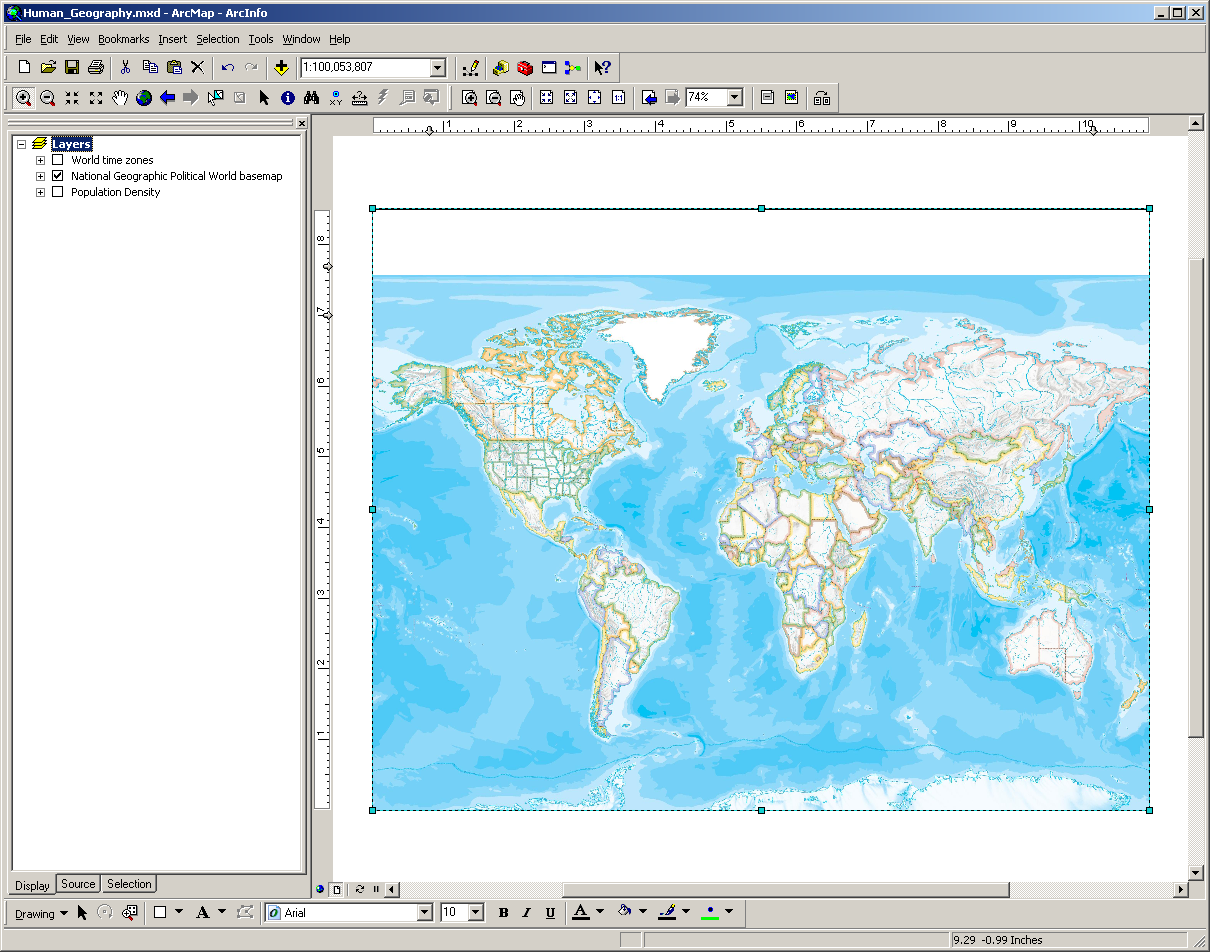 Human_Geography.mxd - ArcMap - ArcInfo
File Edit View Bookmarks Insert Selection Tools Window Help
1:100,053,807
XY
1:1
74%
Layers
World time zones
National Geographic Political World basemap
Population Density
1 2 3 4 5 6 7 8 9 10
8
7
6
5
4
3
2
1
Display Source Selection
Drawing A Arial 10 B I U A
9.29 -0.99 Inches